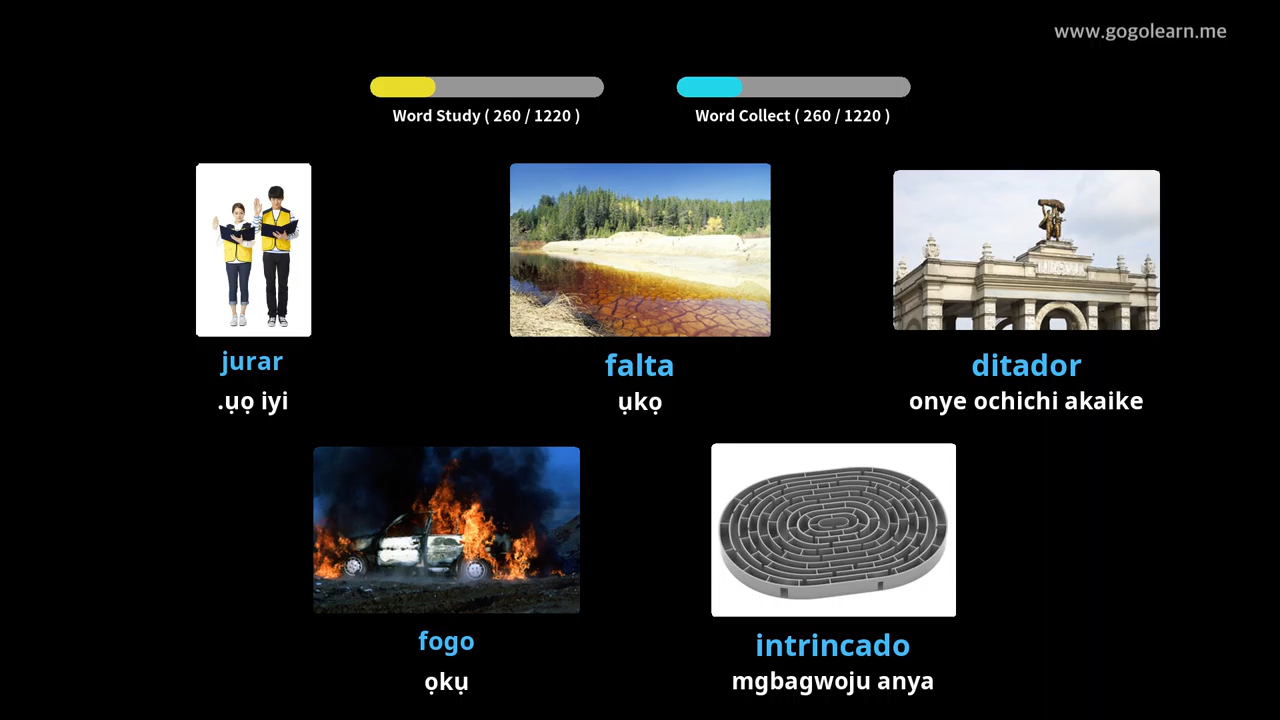 www.gogolearn.me
Word Study ( 260 / 1220 )
Word Collect ( 260 / 1220 )
jurar
.ụọ iyi
falta
ụkọ
ditador
onye ochichi akaike
fogo
ọkụ
intrincado
mgbagwoju anya